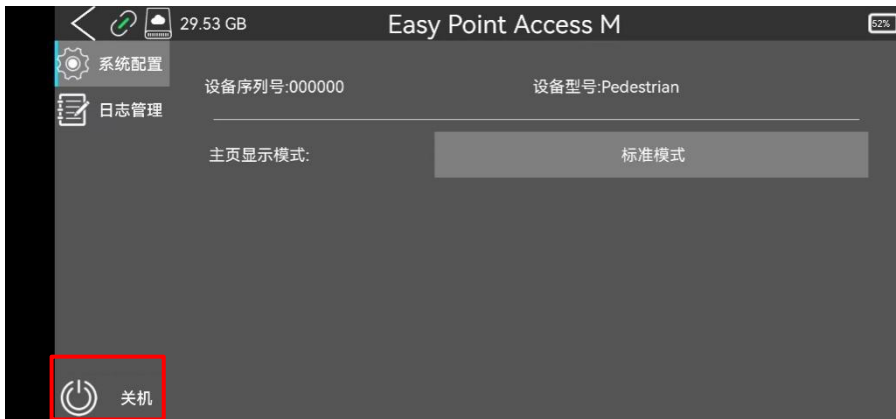 29.53 GB Easy Point Access M 52%
系统配置
设备序列号:000000 设备型号:Pedestrian
日志管理
主页显示模式: 标准模式
关机